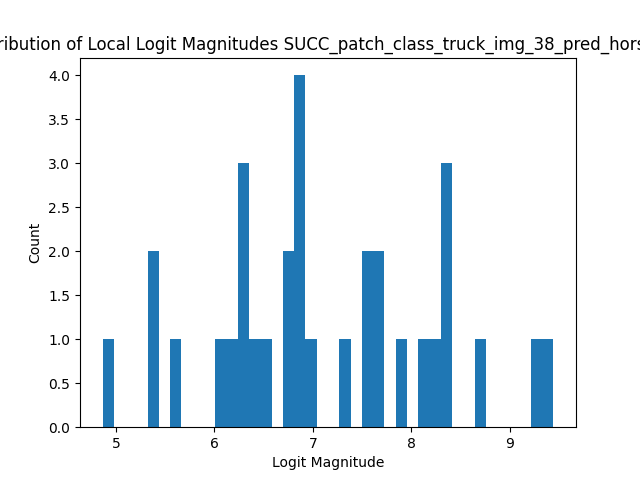 ribution of Local Logit Magnitudes SUCC_patch_class_truck_img_38_pred_hors
4.0
3.5
3.0
2.5
2.0
1.5
1.0
0.5
0.0
Count
5 6 7 8 9
Logit Magnitude